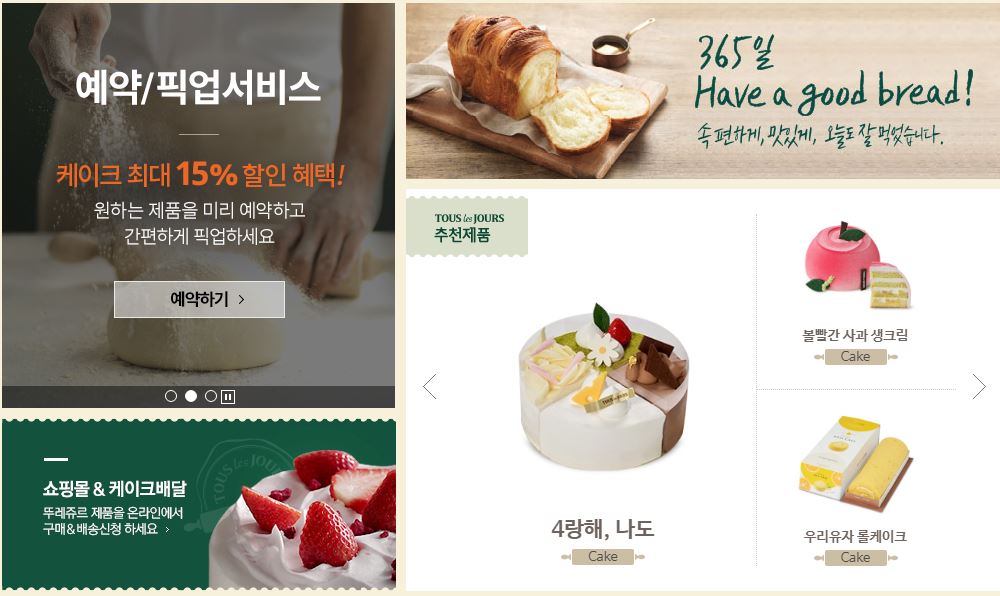 예약/픽업서비스
케이크 최대 15% 할인 혜택!
원하는 제품을 미리 예약하고
간편하게 픽업하세요
예약하기 >
365일
Have a good bread!
속 편하게, 맛있게, 오늘도 잘 먹었습니다.
TOUS les JOURS
추천제품
볼빨간 사과 생크림
Cake
4랑해, 나도
Cake
우리유자 롤케이크
Cake
쇼핑몰 & 케이크배달
뚜레쥬르 제품을 온라인에서
구매&배송신청 하세요 >
TOUS les JOU